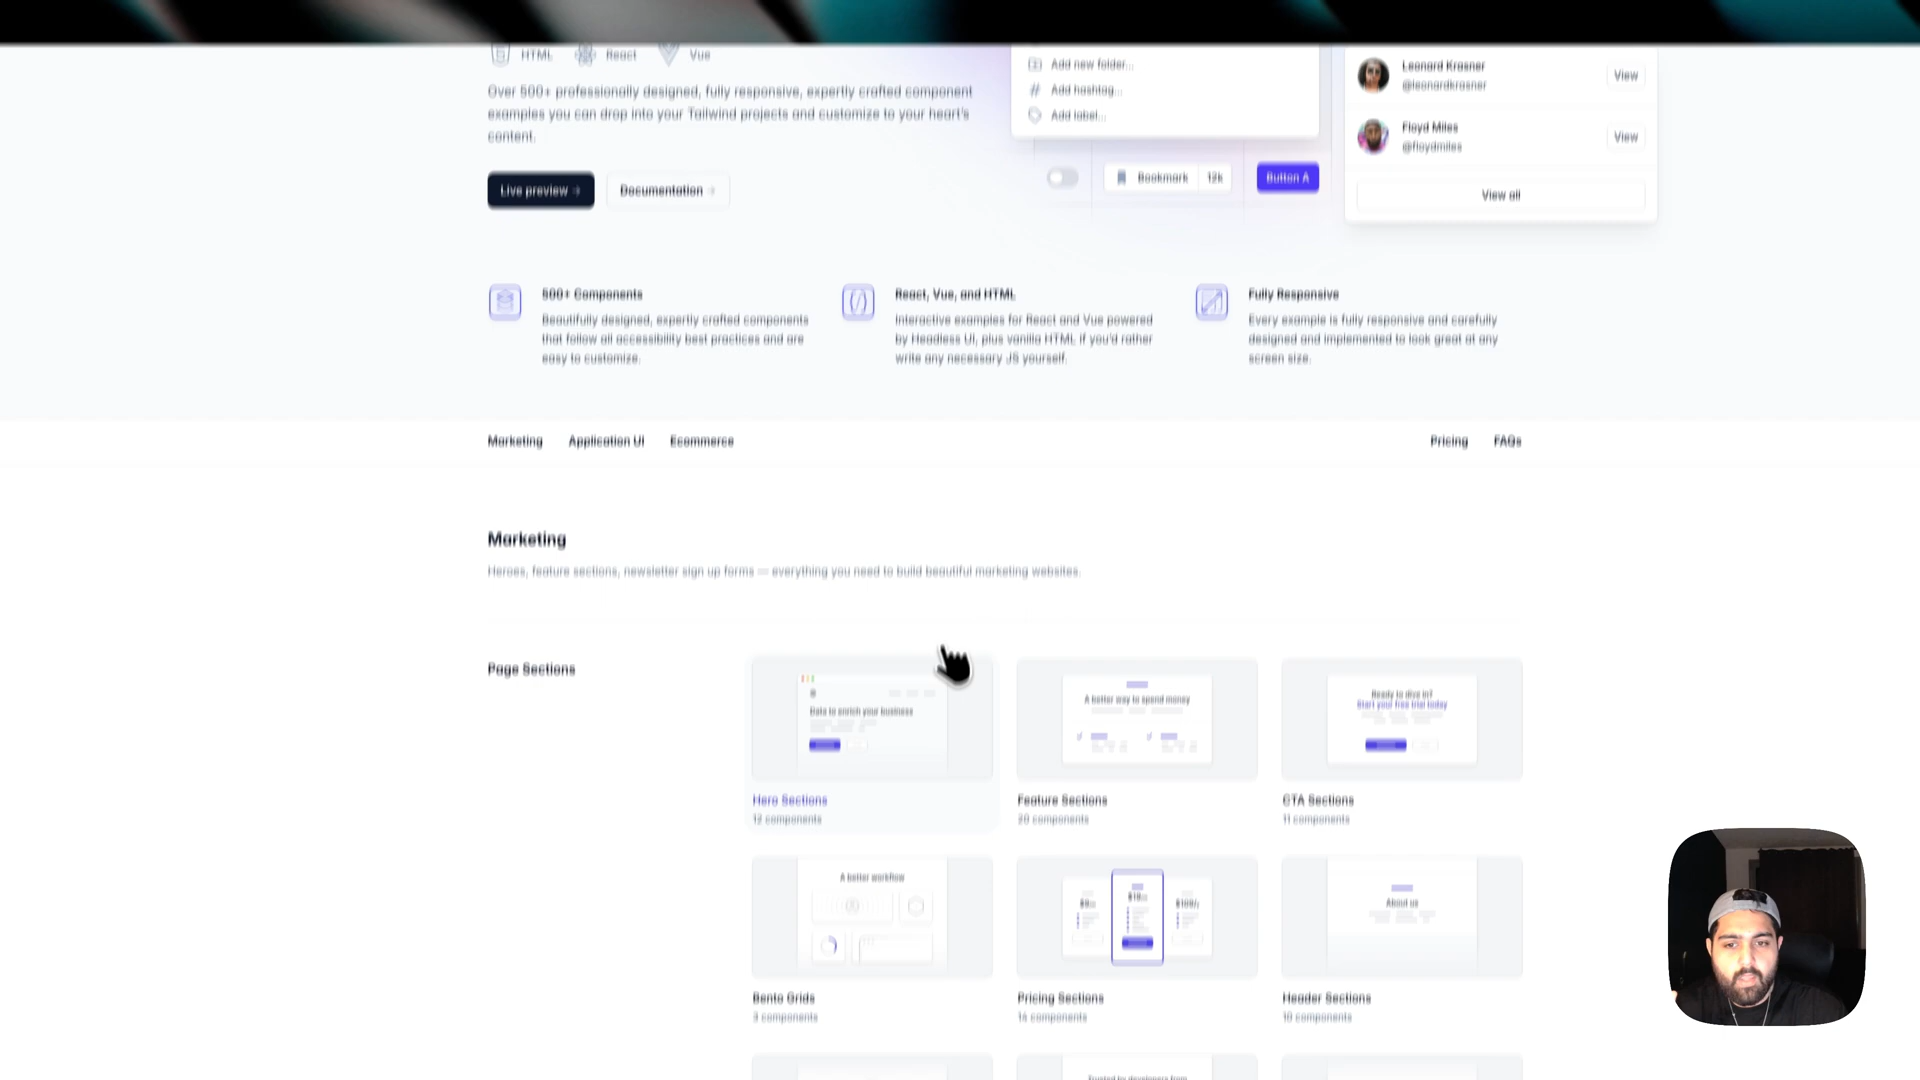 HTML
React
Vue
Over 500+ professionally designed, fully responsive, expertly crafted component
examples you can drop into your Tailwind projects and customize to your heart's
content.
Live preview →
Documentation →
Add new folder...
# Add hashtag...
Add label...
Bookmark
12k
Button A
Leonard Krasner
@leonardkrasner
View
Floyd Miles
@floydmiles
View
View all
500+ Components
Beautifully designed, expertly crafted components
that follow all accessibility best practices and are
easy to customize.
React, Vue, and HTML
Interactive examples for React and Vue powered
by Headless UI, plus vanilla HTML if you'd rather
write any necessary JS yourself.
Fully Responsive
Every example is fully responsive and carefully
designed and implemented to look great at any
screen size.
Marketing
Application UI
Ecommerce
Pricing
FAQs
Marketing
Heroes, feature sections, newsletter sign up forms — everything you need to build beautiful marketing websites.
Page Sections
Data to enrich your business
Hero Sections
12 components
A better way to spend money
Feature Sections
20 components
Ready to dive in?
Start your free trial today
CTA Sections
11 components
A better workflow
Bento Grids
3 components
Pricing Sections
14 components
About us
Header Sections
10 components
Trusted by developers from